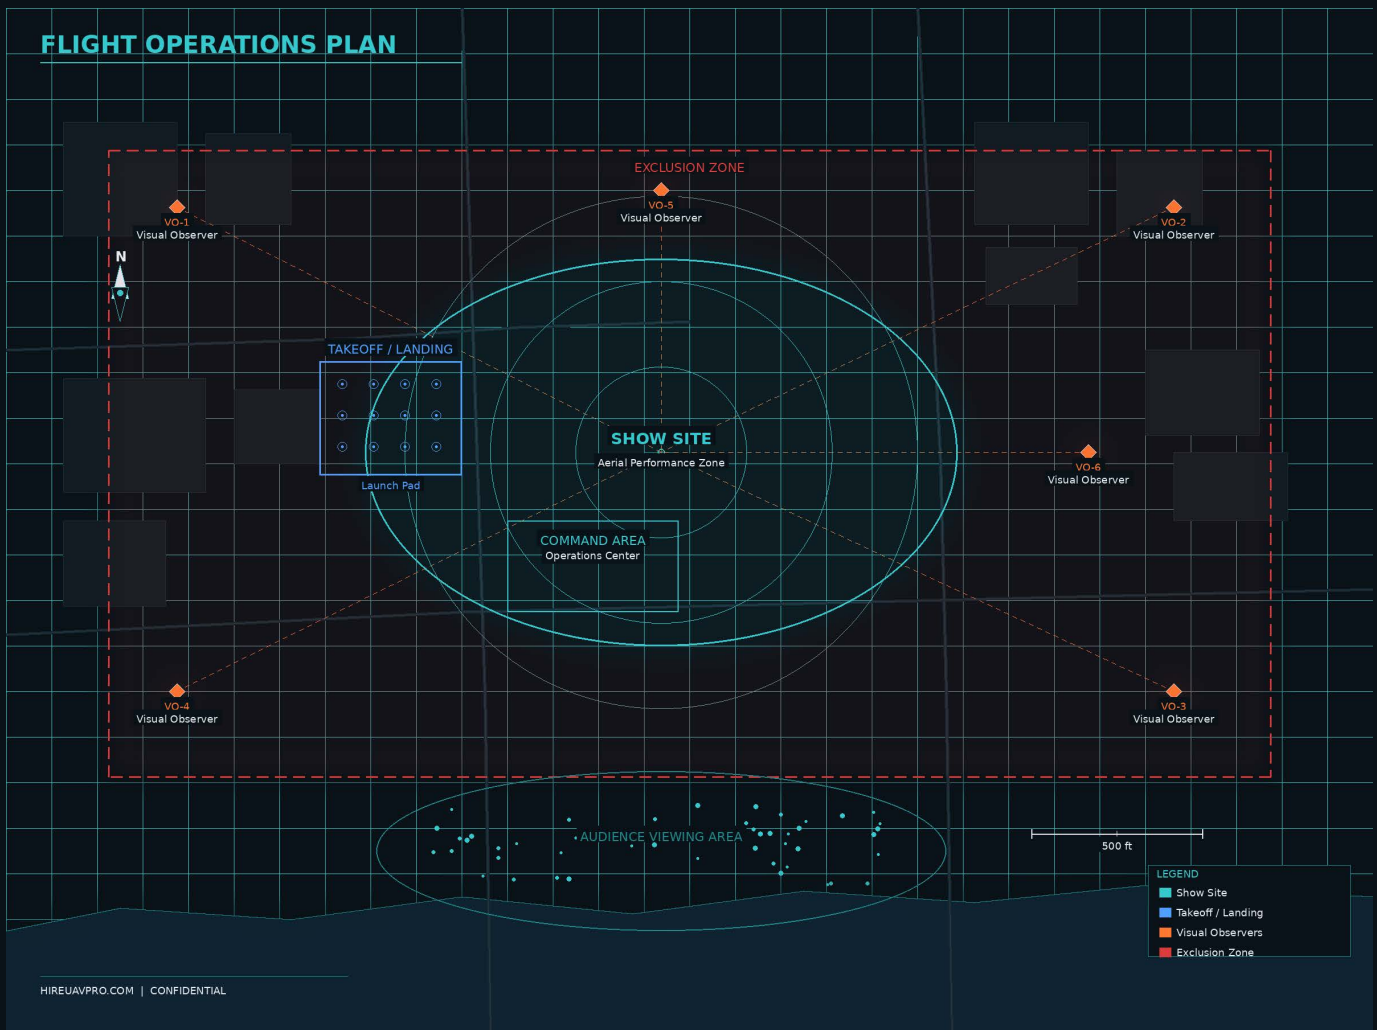 FLIGHT OPERATIONS PLAN
EXCLUSION ZONE
VO-5
Visual Observer
VO-1
Visual Observer
VO-2
Visual Observer
N
TAKEOFF / LANDING
Launch Pad
SHOW SITE
Aerial Performance Zone
VO-6
Visual Observer
COMMAND AREA
Operations Center
VO-4
Visual Observer
VO-3
Visual Observer
AUDIENCE VIEWING AREA
500 ft
LEGEND
Show Site
Takeoff / Landing
Visual Observers
Exclusion Zone
HIREUAVPRO.COM | CONFIDENTIAL